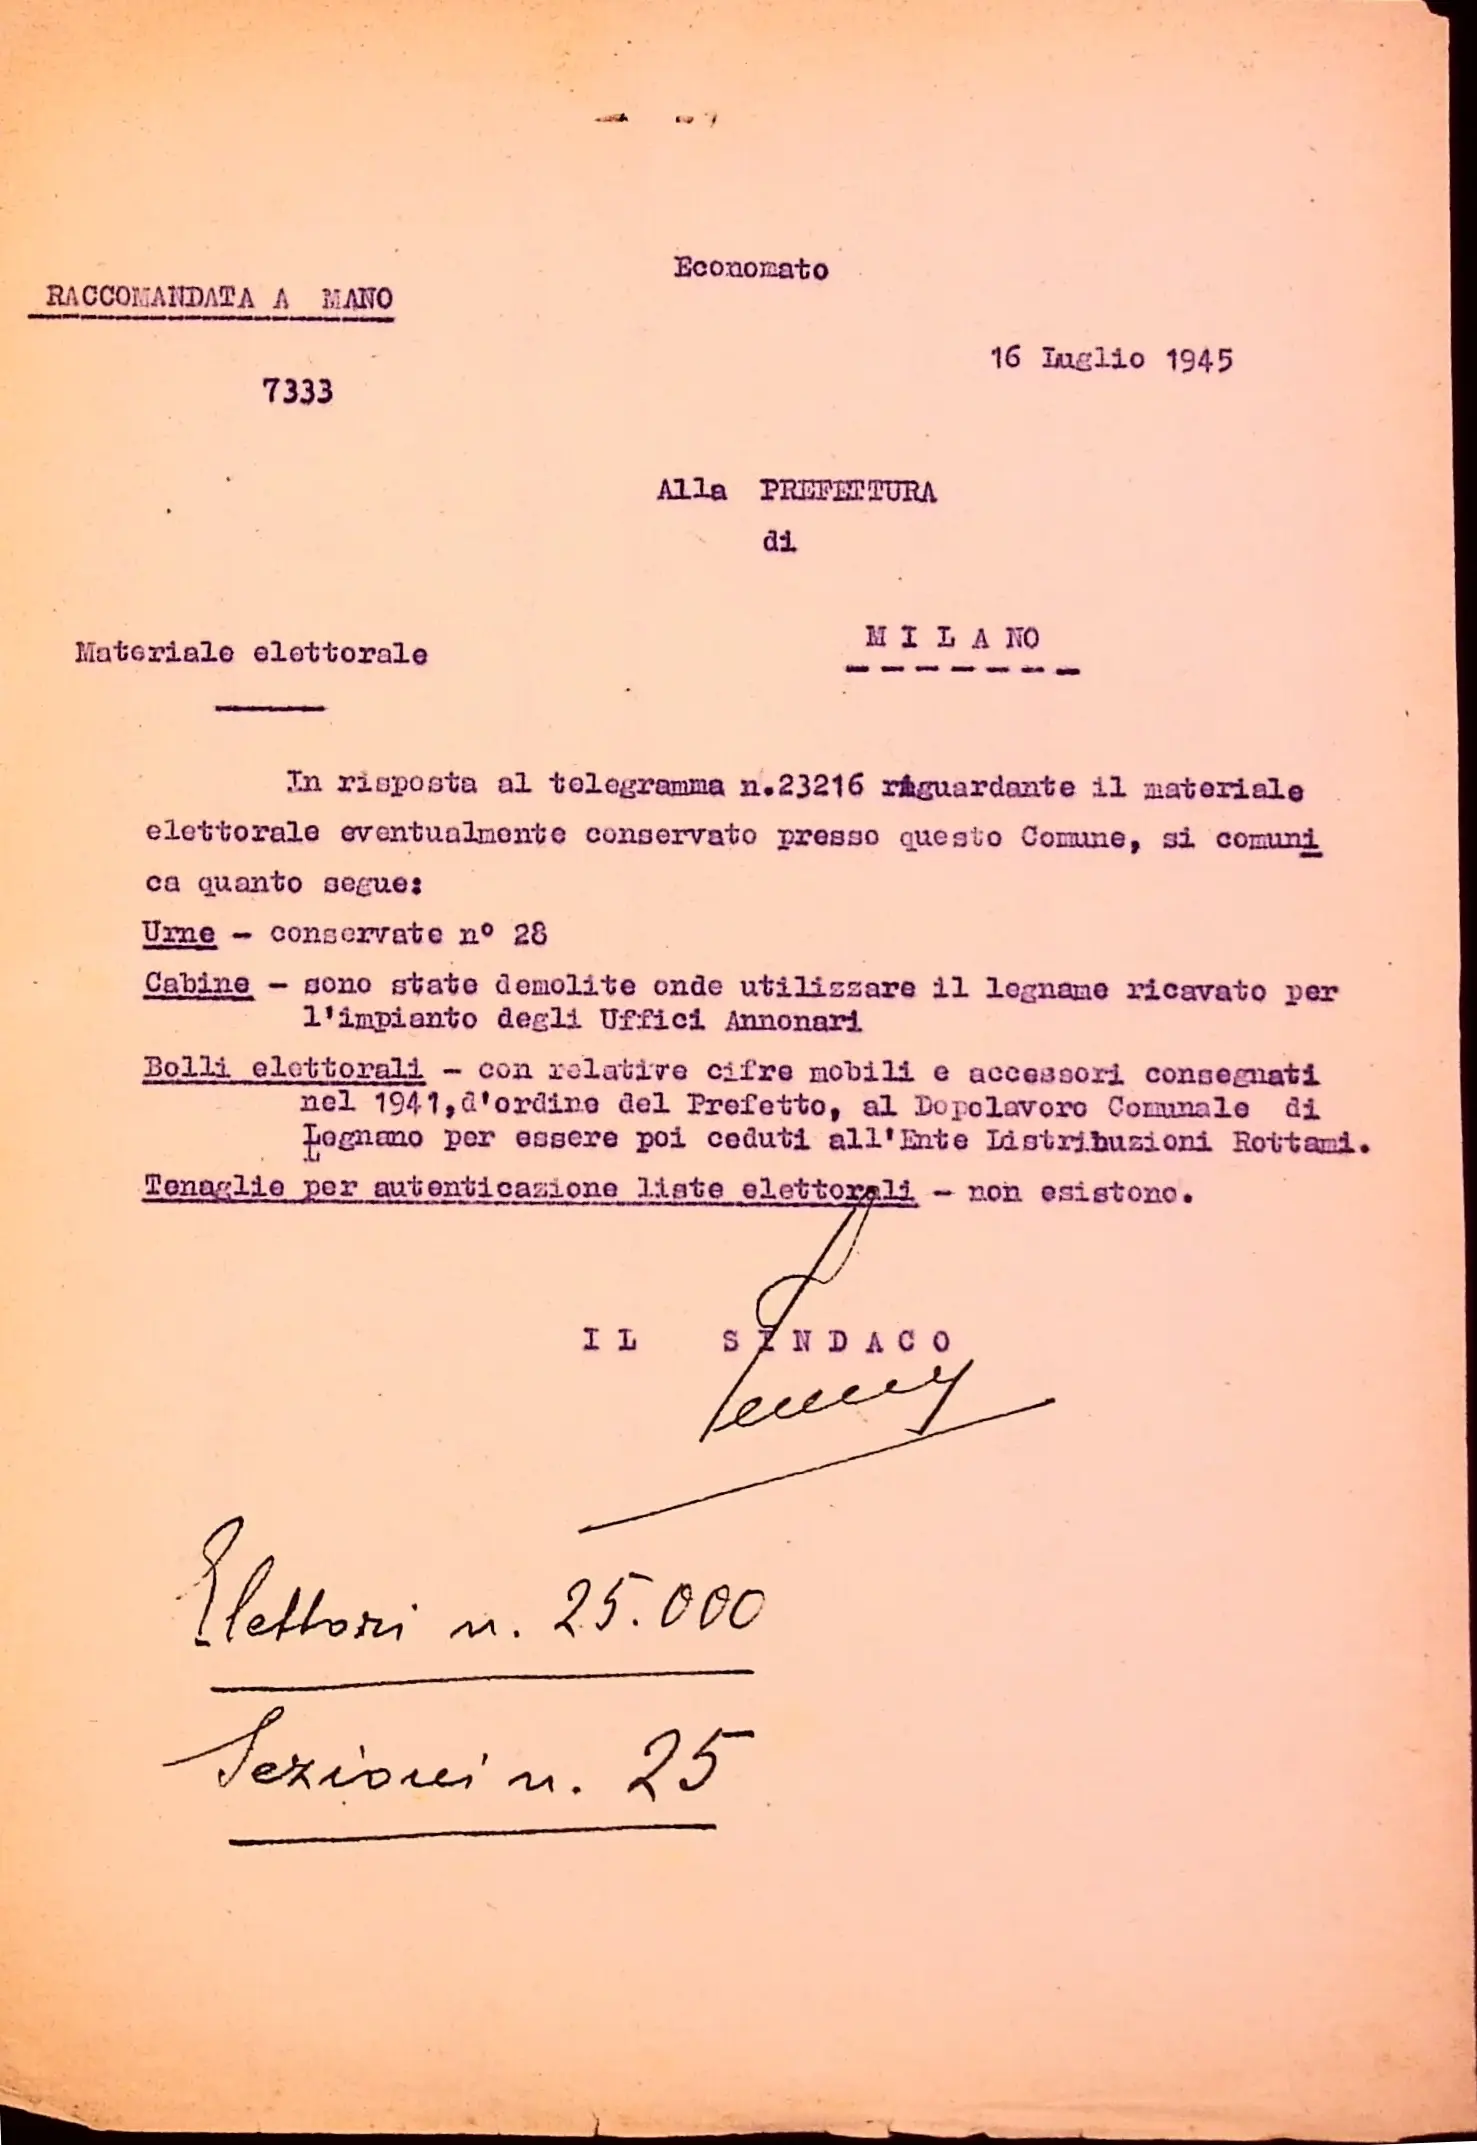 Economato
RACCOMANDATA A MANO
16 Luglio 1945
7333
Alla PREFETTURA
di
MILANO
Materiale elettorale
In risposta al telegramma n.23216 riguardante il materiale
elettorale eventualmente conservato presso questo Comune, si comuni
ca quanto segue:
Urne - conservate n° 28
Cabine - sono state demolite onde utilizzare il legname ricavato per
l'impianto degli Uffici Annonari
Bolli elettorali - con relative cifre mobili e accessori consegnati
nel 1941,d'ordine del Prefetto, al Dopolavoro Comunale di
Legnano per essere poi ceduti all'Ente Distribuzioni Rottami.
Tenaglie per autenticazione liste elettorali - non esistono.
IL SINDACO
Elettori n. 25.000
Sezioni n. 25